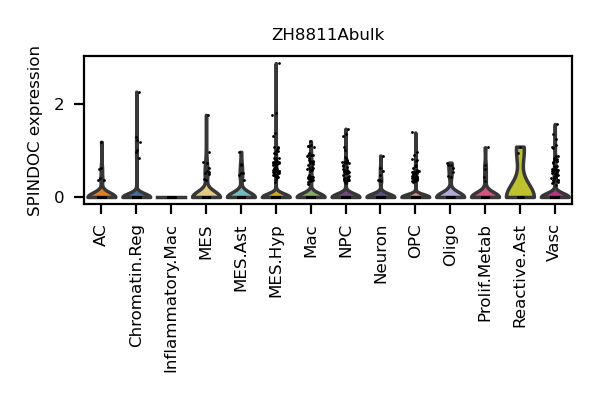 ZH8811Abulk
SPINDOC expression
2
0
AC
Chromatin.Reg
Inflammatory.Mac
MES
MES.Ast
MES.Hyp
Mac
NPC
Neuron
OPC
Oligo
Prolif.Metab
Reactive.Ast
Vasc